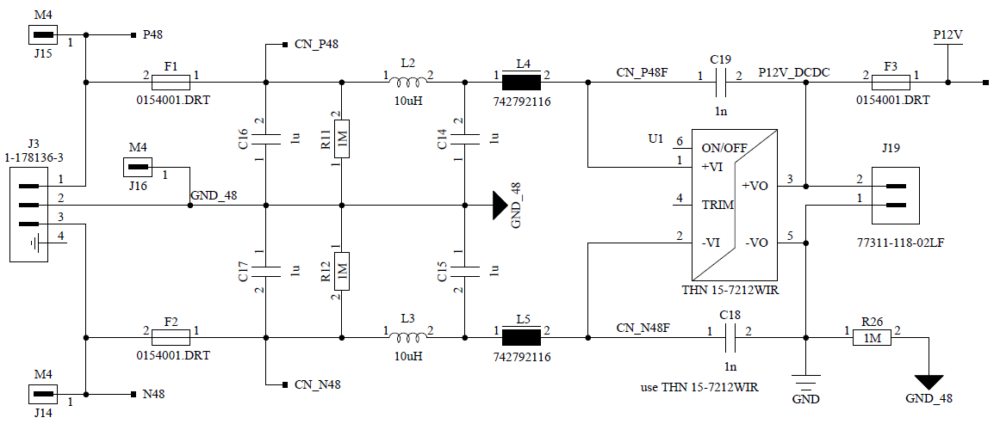 M4
1
J15
P48
CN_P48
P12V
F1
2
1
0154001.DRT
L2
1
2
10uH
L4
1
2
742792116
CN_P48F
C19
1
2
1n
P12V_DCDC
F3
2
1
0154001.DRT
J3
1-178136-3
1
2
3
4
M4
1
J16
GND_48
2
C16
1u
1
2
R11
1M
1
2
C14
1u
1
GND_48
U1
6
ON/OFF
1
+VI
+VO
3
4
TRIM
2
-VI
-VO
5
THN 15-7212WIR
J19
2
1
77311-118-02LF
1
C17
1u
2
1
R12
1M
2
1
C15
1u
2
F2
2
1
0154001.DRT
L3
1
2
10uH
L5
1
2
742792116
CN_N48F
C18
1
2
1n
use THN 15-7212WIR
R26
1
1M
2
GND
GND_48
M4
1
J14
N48
CN_N48